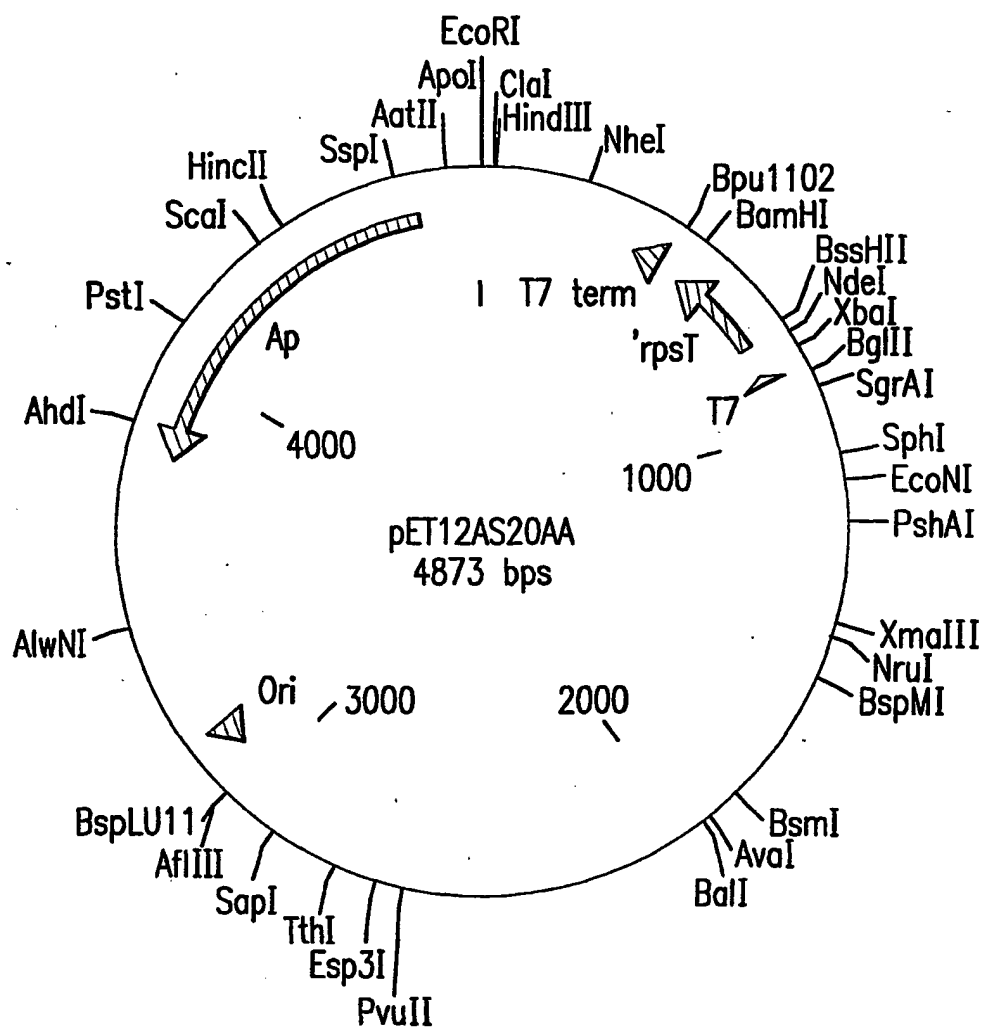 EcoRI
ApoI
ClaI
AatII
HindIII
SspI
NheI
HincII
Bpu1102
ScaI
BamHI
BssHII
NdeI
PstI
I T7 term
XbaI
Ap
'rpsT
BglII
SgrAI
AhdI
T7
4000
SphI
1000
EcoNI
pET12AS20AA
PshAI
4873 bps
AlwNI
XmaIII
NruI
Ori
3000
2000
BspMI
BspLU11
BsmI
AflIII
AvaI
SapI
BalI
TthI
Esp3I
PvuII